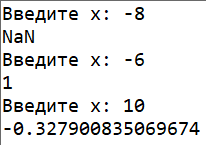 Введите x: -8
NaN
Введите x: -6
1
Введите x: 10
-0.327900835069674